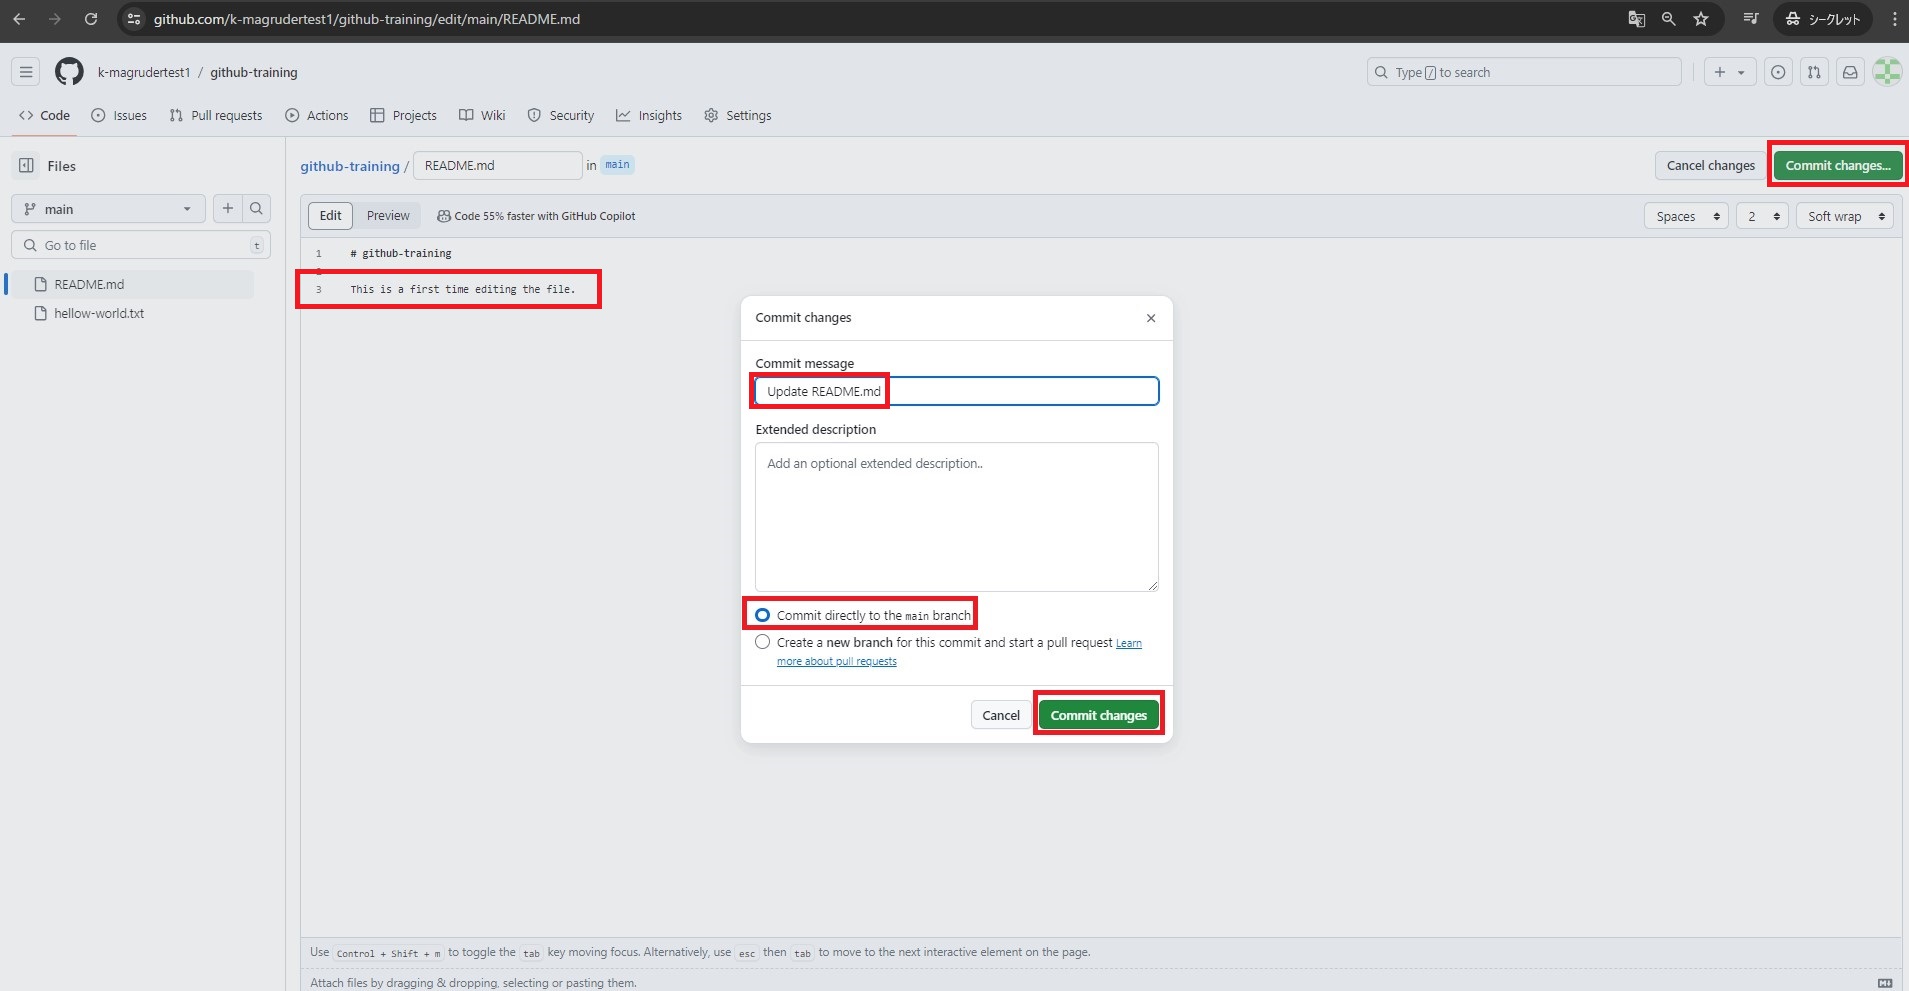 github.com/k-magrudertest1/github-training/edit/main/README.md
シークレット
k-magrudertest1 / github-training
Type / to search
Code Issues Pull requests Actions Projects Wiki Security Insights Settings
Files
github-training / README.md in main
Cancel changes Commit changes...
main
Edit Preview Code 55% faster with GitHub Copilot
Spaces 2 Soft wrap
Go to file t
README.md
hellow-world.txt
1 # github-training
3 This is a first time editing the file.
Commit changes
Commit message
Update README.md
Extended description
Add an optional extended description..
Commit directly to the main branch
Create a new branch for this commit and start a pull request Learn
more about pull requests
Cancel Commit changes
Use Control + Shift + m to toggle the tab key moving focus. Alternatively, use esc then tab to move to the next interactive element on the page.
Attach files by dragging & dropping, selecting or pasting them.